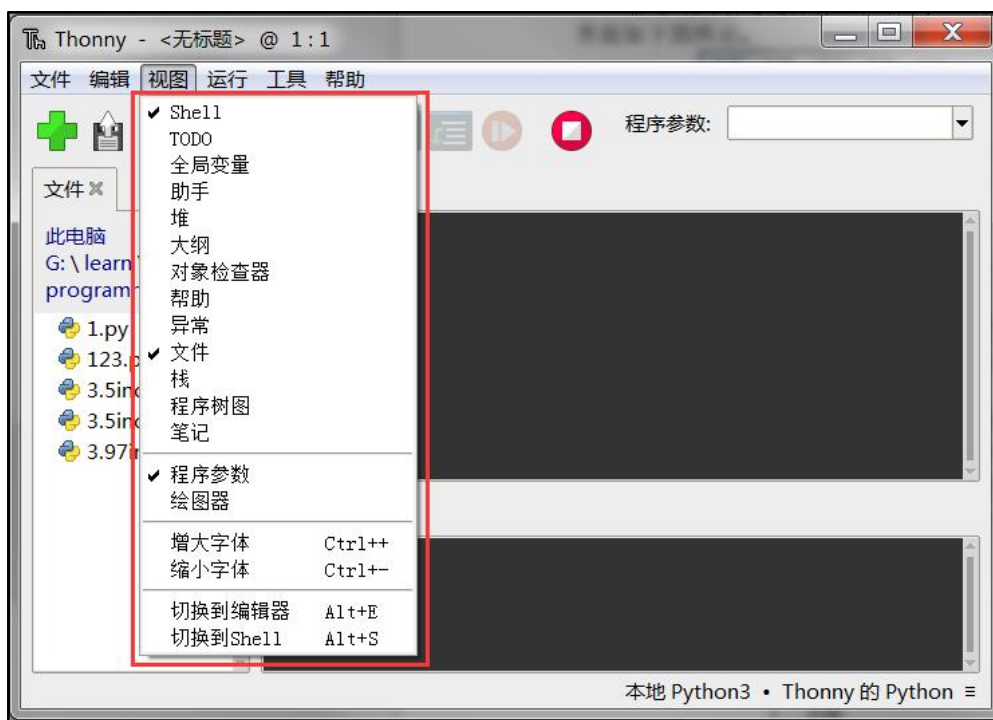 Thonny - <无标题> @ 1:1
文件 编辑 视图 运行 工具 帮助
程序参数:
文件
此电脑
G: \ learn
program
1.py
123.p
3.5inc
3.5inc
3.97i
✔ Shell
TODO
全局变量
助手
堆
大纲
对象检查器
帮助
异常
✔ 文件
栈
程序树图
笔记
✔ 程序参数
绘图器
增大字体 Ctrl++
缩小字体 Ctrl+-
切换到编辑器 Alt+E
切换到Shell Alt+S
本地 Python3 • Thonny 的 Python ≡